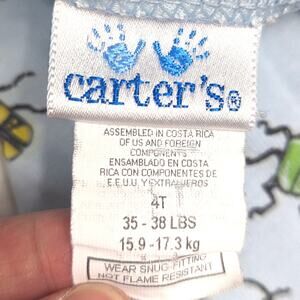 carter's®
ASSEMBLED IN COSTA RICA
OF US AND FOREIGN
COMPONENTS
ENSAMBLADO EN COSTA
RICA CON COMPONENTES DE
E.E.U.U. Y EXTRANJEROS
4T
35 - 38 LBS
15.9 -17.3 kg
WEAR SNUG FITTING
NOT FLAME RESISTANT